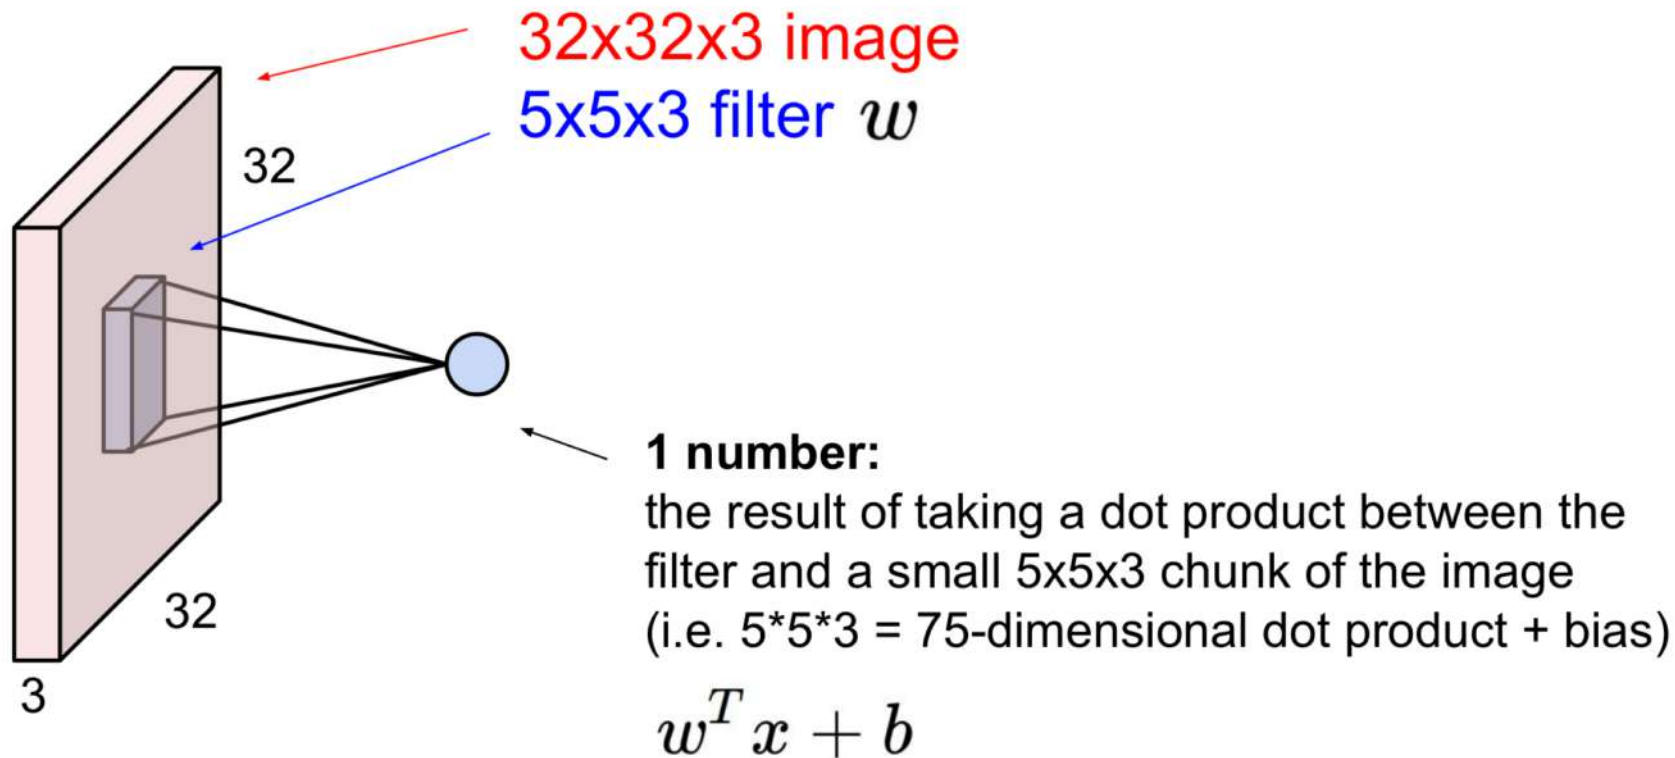 32x32x3 image
5x5x3 filter w
32
32
3
1 number:
the result of taking a dot product between the
filter and a small 5x5x3 chunk of the image
(i.e. 5*5*3 = 75-dimensional dot product + bias)
w^T x + b